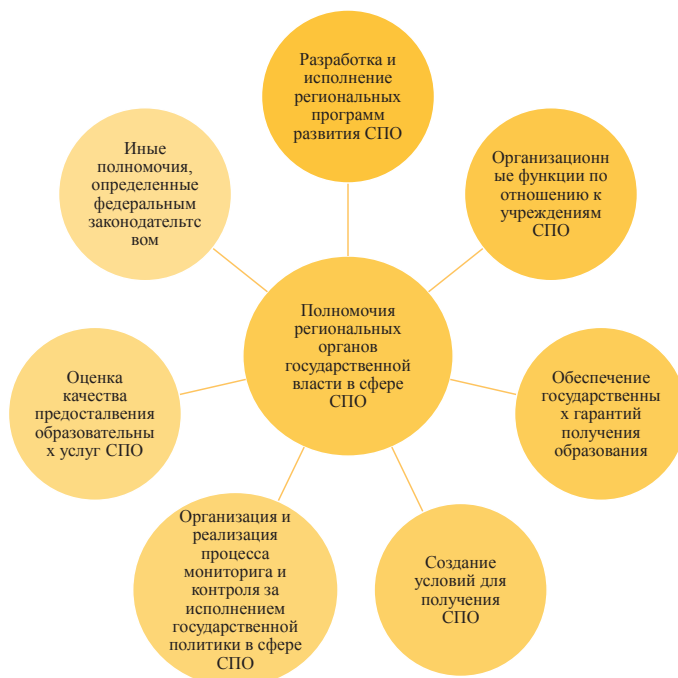 Разработка и
исполнение
региональных
программ
развития СПО
Организационн
ые функции по
отношению к
учреждениям
СПО
Обеспечение
государственны
х гарантий
получения
образования
Создание
условий для
получения
СПО
Организация и
реализация
процесса
мониторига и
контроля за
исполнением
государственной
политики в сфере
СПО
Оценка
качества
предосталвения
образовательны
х услуг СПО
Иные
полномочия,
определенные
федеральным
законодательтс
вом
Полномочия
региональных
органов
государственной
власти в сфере
СПО